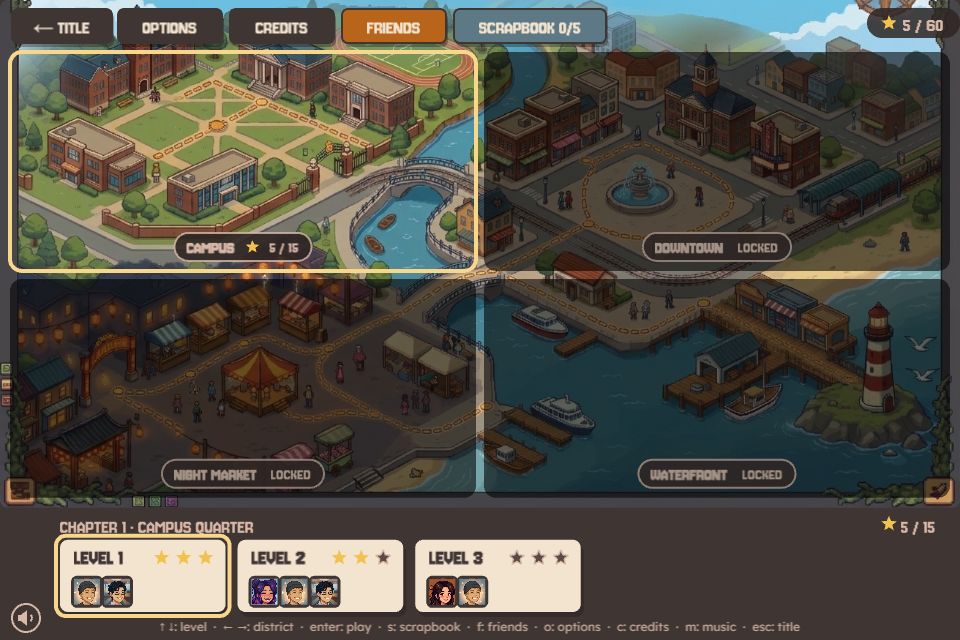 ← TITLE
OPTIONS
CREDITS
FRIENDS
SCRAPBOOK 0/5
5 / 60
CAMPUS 5 / 15
DOWNTOWN LOCKED
NIGHT MARKET LOCKED
WATERFRONT LOCKED
CHAPTER 1 · CAMPUS QUARTER
5 / 15
LEVEL 1
LEVEL 2
LEVEL 3
↑ ↓: level · ← →: district · enter: play · s: scrapbook · f: friends · o: options · c: credits · m: music · esc: title